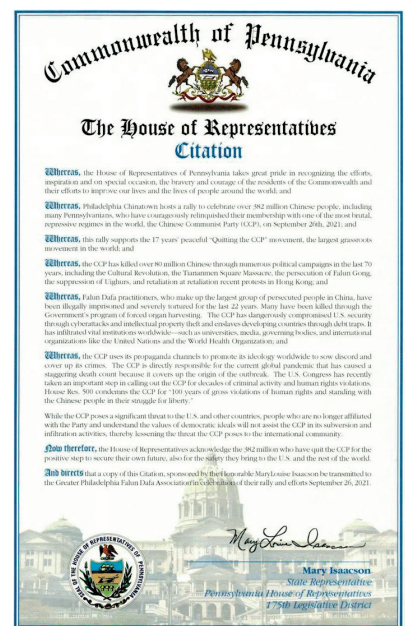 Commonwealth of Pennsylvania
The House of Representatives
Citation
Whereas, the House of Representatives of Pennsylvania takes great pride in recognizing the efforts,
inspiration and on special occasion, the bravery and courage of the residents of the Commonwealth and
their efforts to improve our lives and the lives of people around the world; and
Whereas, Philadelphia Chinatown hosts a rally to celebrate over 382 million Chinese people, including
many Pennsylvanians, who have courageously relinquished their membership with one of the most brutal,
repressive regimes in the world, the Chinese Communist Party (CCP), on September 26th, 2021; and
Whereas, this rally supports the 17 years' peaceful "Quitting the CCP" movement, the largest grassroots
movement in the world; and
Whereas, the CCP has killed over 80 million Chinese through numerous political campaigns in the last 70
years, including the Cultural Revolution, the Tiananmen Square Massacre, the persecution of Falun Gong,
the suppression of Uighurs, and retaliation at retaliation recent protests in Hong Kong; and
Whereas, Falun Dafa practitioners, who make up the largest group of persecuted people in China, have
been illegally imprisoned and severely tortured for the last 22 years. Many have been killed through the
Government's program of forced organ harvesting. The CCP has dangerously compromised U.S. security
through cyberattacks and intellectual property theft and enslaves developing countries through debt traps. It
has infiltrated vital institutions worldwide—such as universities, media, governing bodies, and international
organizations like the United Nations and the World Health Organization; and
Whereas, the CCP uses its propaganda channels to promote its ideology worldwide to sow discord and
cover up its crimes. The CCP is directly responsible for the current global pandemic that has caused a
staggering death count because it covers up the origin of the outbreak. The U.S. Congress has recently
taken an important step in calling out the CCP for decades of criminal activity and human rights violations.
House Res. 500 condemns the CCP for "100 years of gross violations of human rights and standing with
the Chinese people in their struggle for liberty."
While the CCP poses a significant threat to the U.S. and other countries, people who are no longer affiliated
with the Party and understand the values of democratic ideals will not assist the CCP in its subversion and
infiltration activities, thereby lessening the threat the CCP poses to the international community.
Now therefore, the House of Representatives acknowledge the 382 million who have quit the CCP for the
positive step to secure their own future, also for the safety they bring to the U.S. and the rest of the world.
And directs that a copy of this Citation, sponsored by the Honorable MaryLouise Isaacson be transmitted to
the Greater Philadelphia Falun Dafa Association in celebration of their rally and efforts September 26, 2021.
SEAL OF THE HOUSE OF REPRESENTATIVES OF PENNSYLVANIA
Mary Louise Isaacson
Mary Isaacson
State Representative
Pennsylvania House of Representatives
175th Legislative District